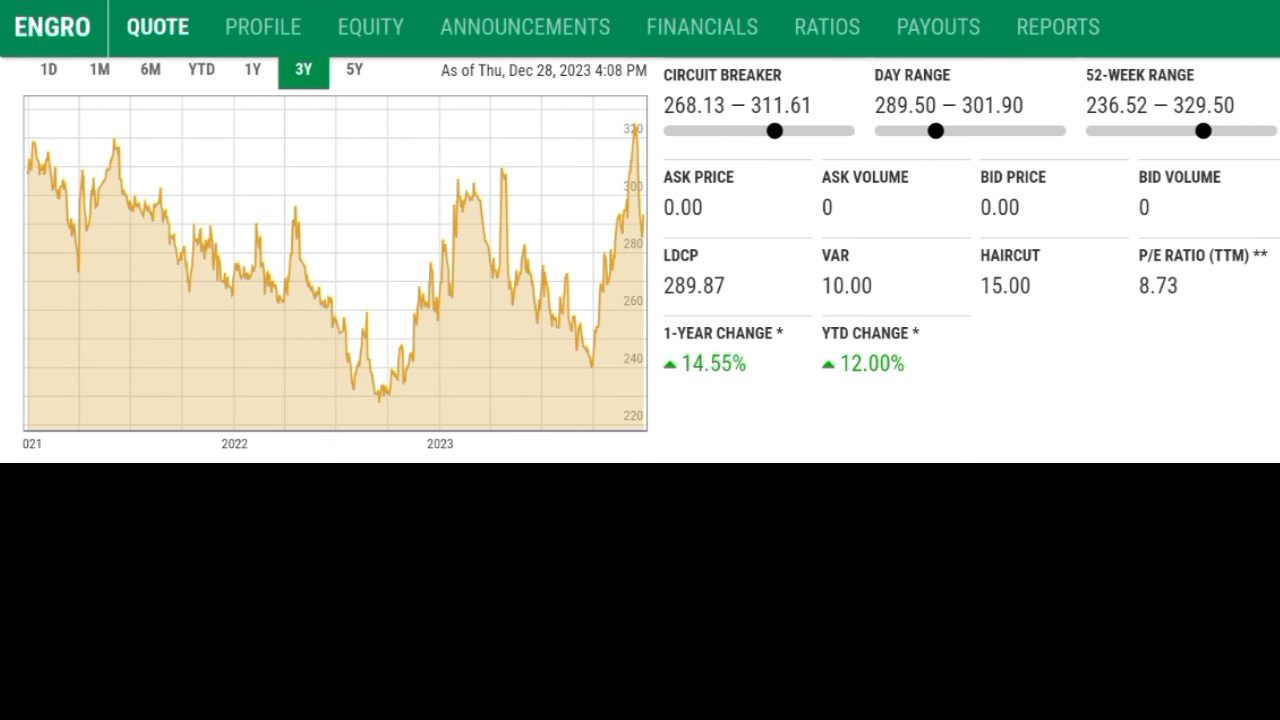 ENGRO QUOTE PROFILE EQUITY ANNOUNCEMENTS FINANCIALS RATIOS PAYOUTS REPORTS
1D 1M 6M YTD 1Y 3Y 5Y As of Thu, Dec 28, 2023 4:08 PM
320
300
280
260
240
220
021 2022 2023
CIRCUIT BREAKER DAY RANGE 52-WEEK RANGE
268.13 — 311.61 289.50 — 301.90 236.52 — 329.50
ASK PRICE ASK VOLUME BID PRICE BID VOLUME
0.00 0 0.00 0
LDCP VAR HAIRCUT P/E RATIO (TTM) **
289.87 10.00 15.00 8.73
1-YEAR CHANGE * YTD CHANGE *
14.55% 12.00%